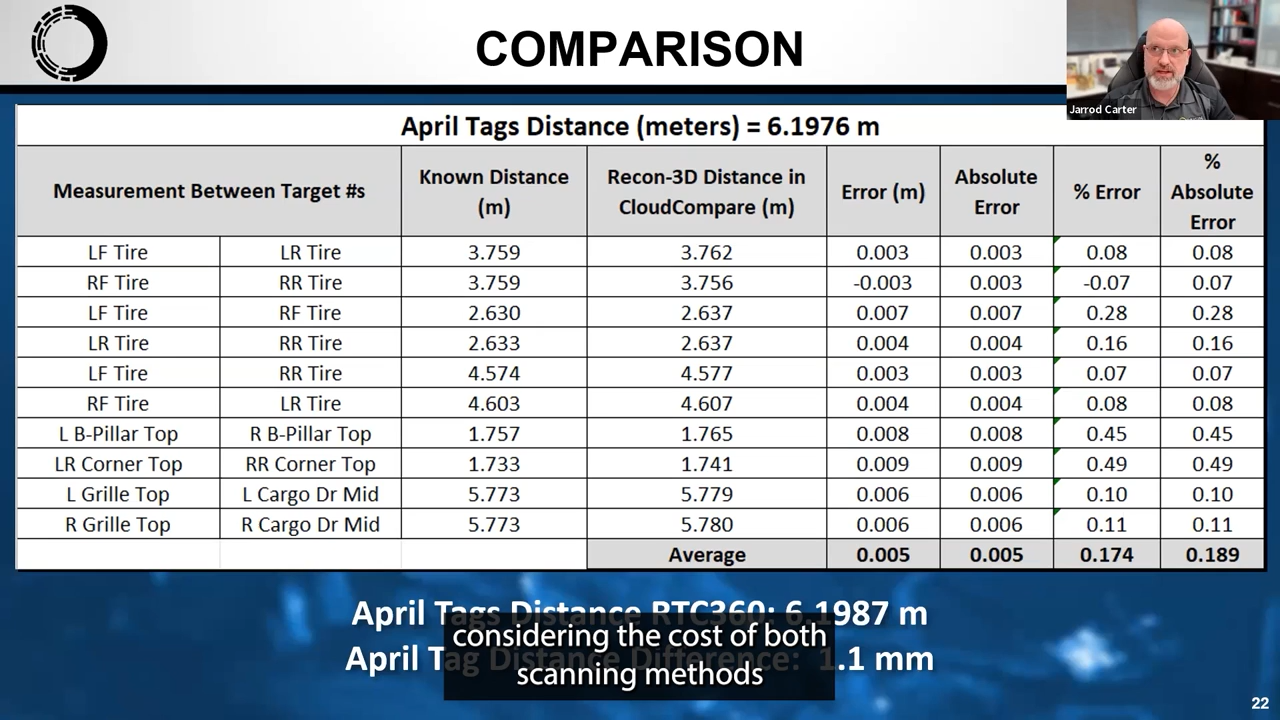 COMPARISON
Jarrod Carter
April Tags Distance (meters) = 6.1976 m
Measurement Between Target #s | Known Distance (m) | Recon-3D Distance in CloudCompare (m) | Error (m) | Absolute Error | % Error | % Absolute Error
LF Tire | LR Tire | 3.759 | 3.762 | 0.003 | 0.003 | 0.08 | 0.08
RF Tire | RR Tire | 3.759 | 3.756 | -0.003 | 0.003 | -0.07 | 0.07
LF Tire | RF Tire | 2.630 | 2.637 | 0.007 | 0.007 | 0.28 | 0.28
LR Tire | RR Tire | 2.633 | 2.637 | 0.004 | 0.004 | 0.16 | 0.16
LF Tire | RR Tire | 4.574 | 4.577 | 0.003 | 0.003 | 0.07 | 0.07
RF Tire | LR Tire | 4.603 | 4.607 | 0.004 | 0.004 | 0.08 | 0.08
L B-Pillar Top | R B-Pillar Top | 1.757 | 1.765 | 0.008 | 0.008 | 0.45 | 0.45
LR Corner Top | RR Corner Top | 1.733 | 1.741 | 0.009 | 0.009 | 0.49 | 0.49
L Grille Top | L Cargo Dr Mid | 5.773 | 5.779 | 0.006 | 0.006 | 0.10 | 0.10
R Grille Top | R Cargo Dr Mid | 5.773 | 5.780 | 0.006 | 0.006 | 0.11 | 0.11
Average | 0.005 | 0.005 | 0.174 | 0.189
April Tags Distance RTC360: 6.1987 m
April Tag Distance Difference: 1.1 mm
considering the cost of both
scanning methods
22